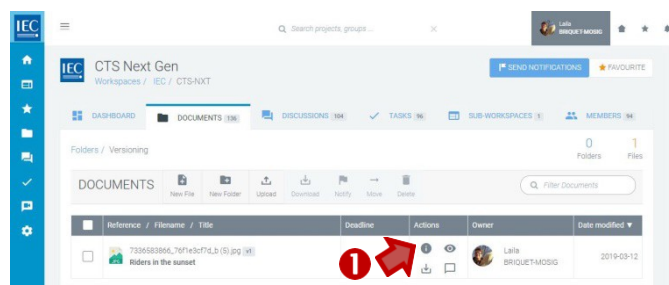 IEC
Search projects, groups ...
Laila
BRIQUET-MOSIG
IEC
CTS Next Gen
Workspaces / IEC / CTS-NXT
SEND NOTIFICATIONS
FAVOURITE
DASHBOARD
DOCUMENTS 136
DISCUSSIONS 104
TASKS 96
SUB-WORKSPACES 1
MEMBERS 94
Folders / Versioning
0
Folders
1
Files
DOCUMENTS
New File
New Folder
Upload
Download
Notify
Move
Delete
Filter Documents
Reference / Filename / Title
Deadline
Actions
Owner
Date modified
7336583866_76f1e3cf7d_b (5).jpg v1
Riders in the sunset
1
Laila
BRIQUET-MOSIG
2019-03-12